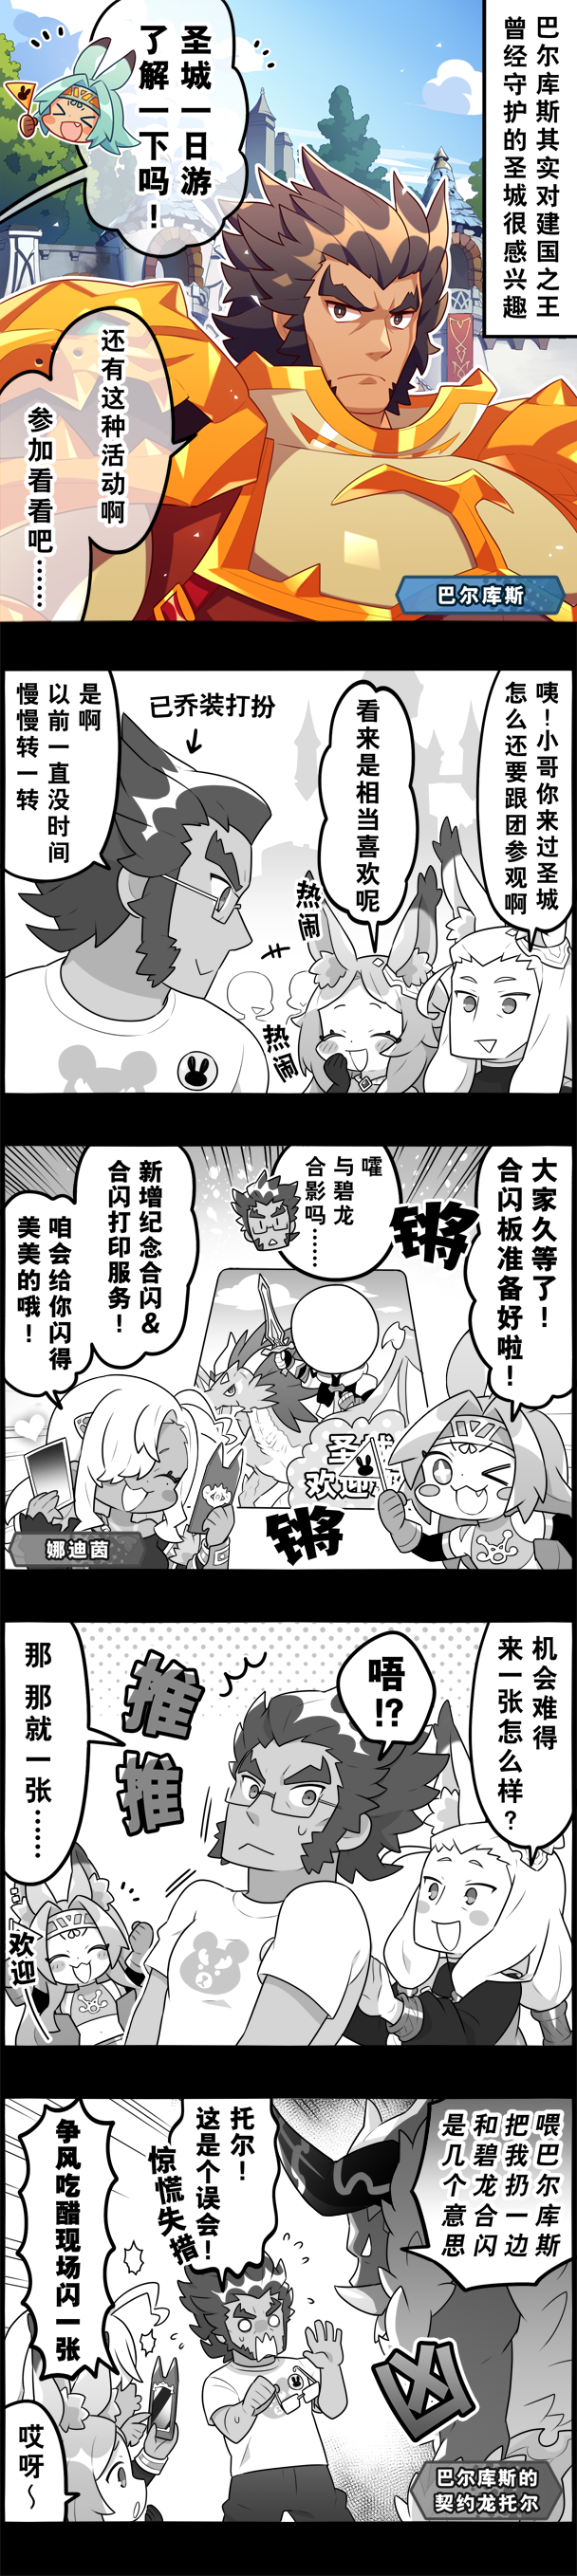 巴尔库斯其实对建国之王
曾经守护的圣城很感兴趣
圣城一日游
了解一下吗！
还有这种活动啊
参加看看吧……
巴尔库斯
咦！小哥你来过圣城
怎么还要跟团参观啊
看来是相当喜欢呢
已乔装打扮
是啊
以前一直没时间
慢慢转一转
热闹
热闹
大家久等了！
合闪板准备好啦！
锵
嚯
与碧龙
合影吗……
新增纪念合闪&
合闪打印服务！
咱会给你闪得
美美的哦！
圣城
欢迎
锵
娜迪茵
机会难得
来一张怎么样？
唔!?
推
推
那 那就一张……
欢迎
喂巴尔库斯
把我扔一边
和碧龙合闪
是几个意思
托尔！
这是个误会！
惊慌失措
争风吃醋现场闪一张
凶
哎呀～
巴尔库斯的
契约龙托尔